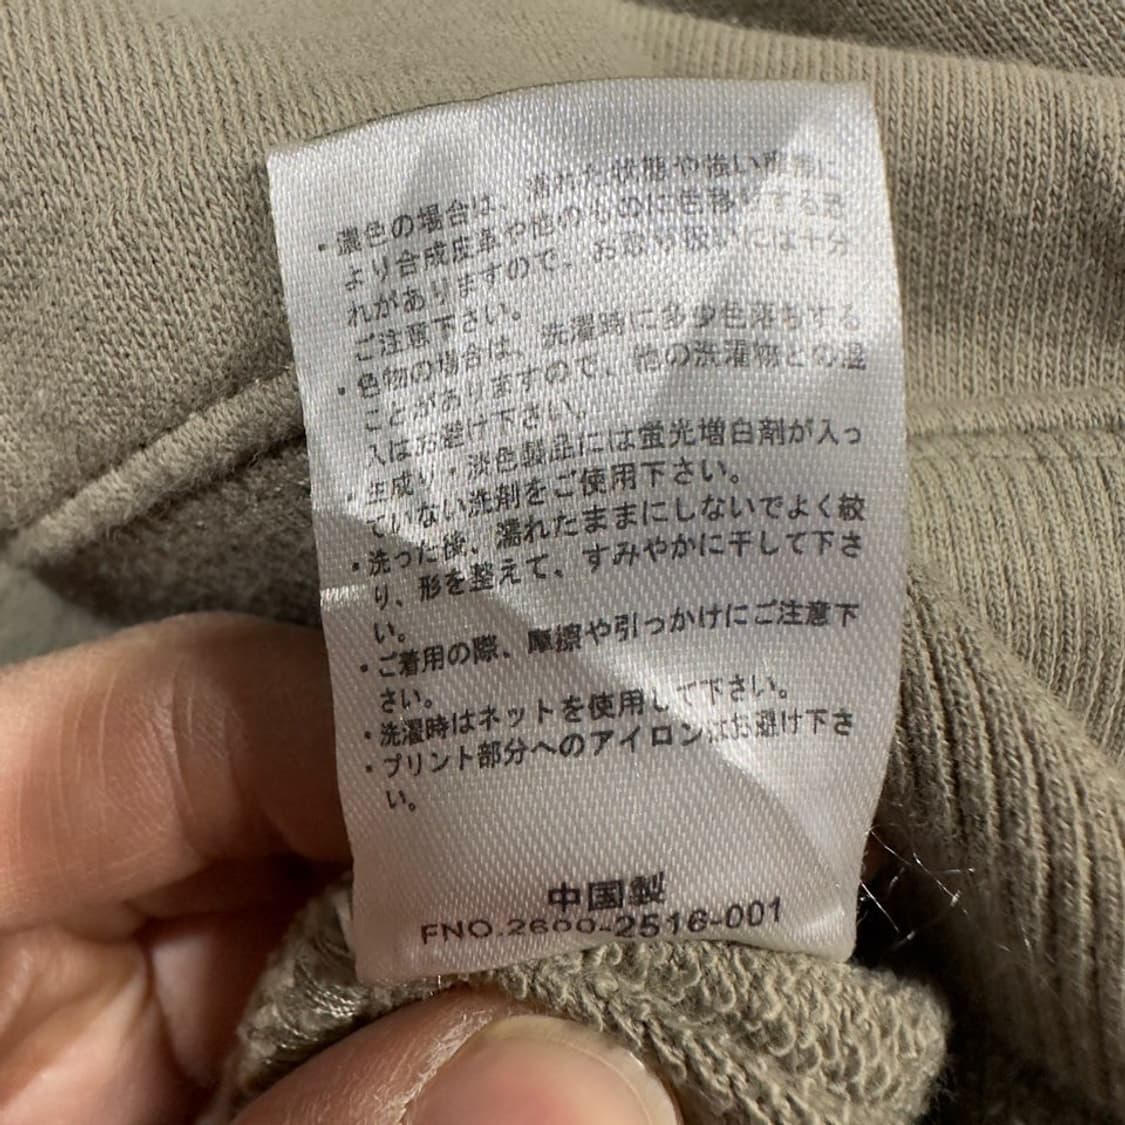 ・濃色の場合は、濡れた状態や強い摩擦に
より合成皮革や他のものに色移りする恐
れがありますので、お取り扱いには十分
ご注意下さい。
・色物の場合は、洗濯時に多少色落ちする
ことがありますので、他の洗濯物との混
入はお避け下さい。
・生成り・淡色製品には蛍光増白剤が入っ
ていない洗剤をご使用下さい。
・洗った後、濡れたままにしないでよく絞
り、形を整えて、すみやかに干して下さ
い。
・ご着用の際、摩擦や引っかけにご注意下
さい。
・洗濯時はネットを使用して下さい。
・プリント部分へのアイロンはお避け下さ
い。
中国製
FNO.2600-2516-001